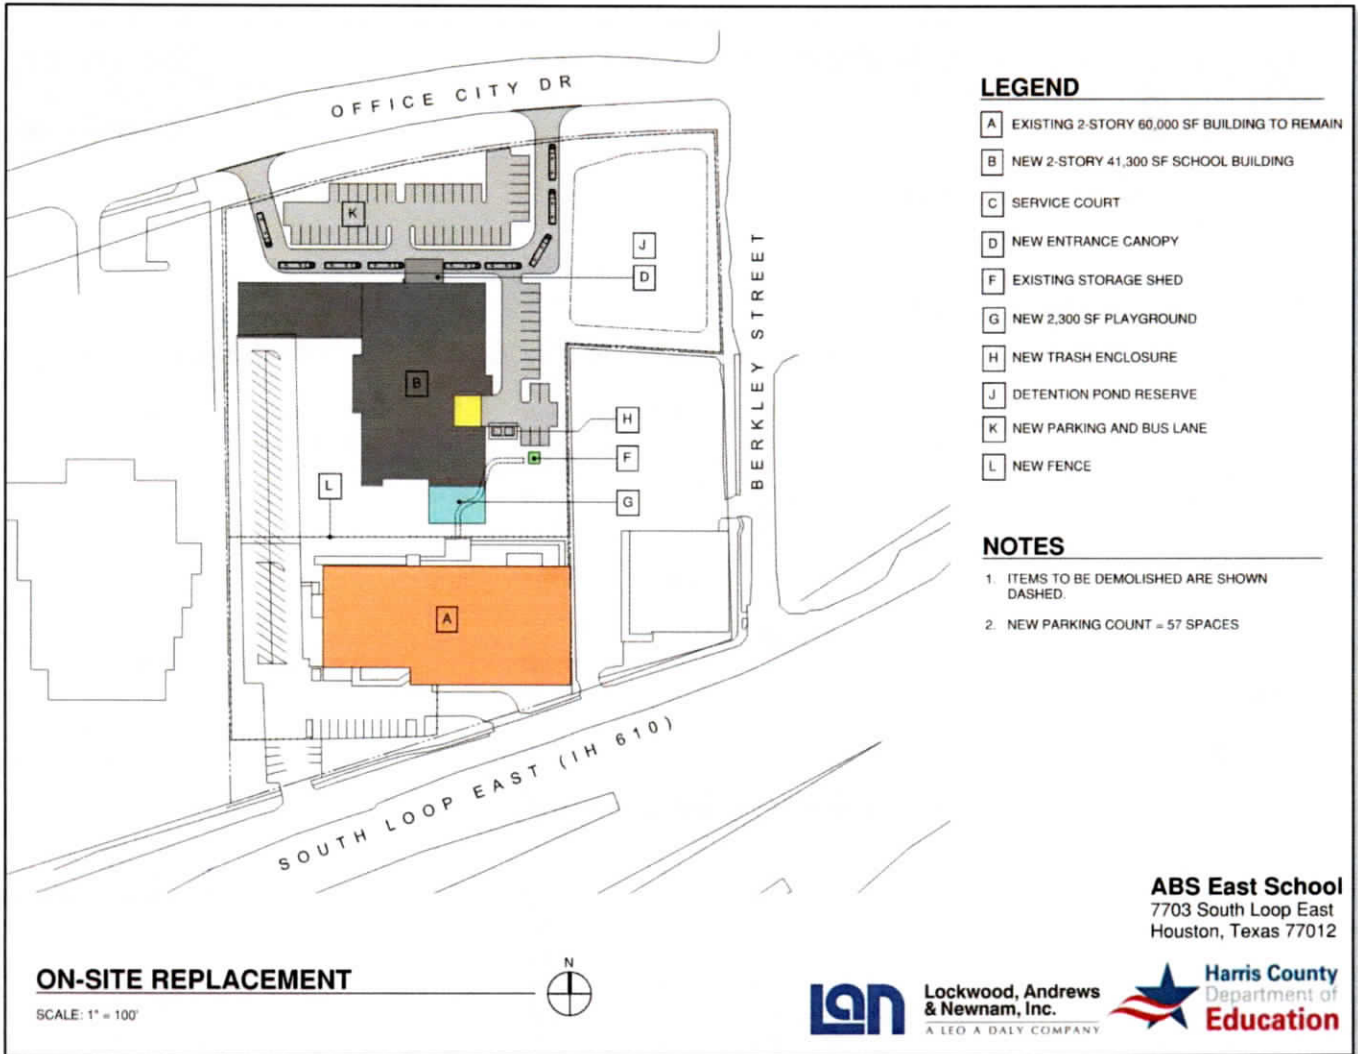 OFFICE CITY DR
K
J
D
B
H
F
L
G
A
BERKLEY STREET
SOUTH LOOP EAST (IH 610)
LEGEND
A EXISTING 2-STORY 60,000 SF BUILDING TO REMAIN
B NEW 2-STORY 41,300 SF SCHOOL BUILDING
C SERVICE COURT
D NEW ENTRANCE CANOPY
F EXISTING STORAGE SHED
G NEW 2,300 SF PLAYGROUND
H NEW TRASH ENCLOSURE
J DETENTION POND RESERVE
K NEW PARKING AND BUS LANE
L NEW FENCE
NOTES
1. ITEMS TO BE DEMOLISHED ARE SHOWN
DASHED.
2. NEW PARKING COUNT = 57 SPACES
ABS East School
7703 South Loop East
Houston, Texas 77012
ON-SITE REPLACEMENT
SCALE: 1" = 100'
N
Lan
Lockwood, Andrews
& Newnam, Inc.
A LEO A DALY COMPANY
Harris County
Department of
Education